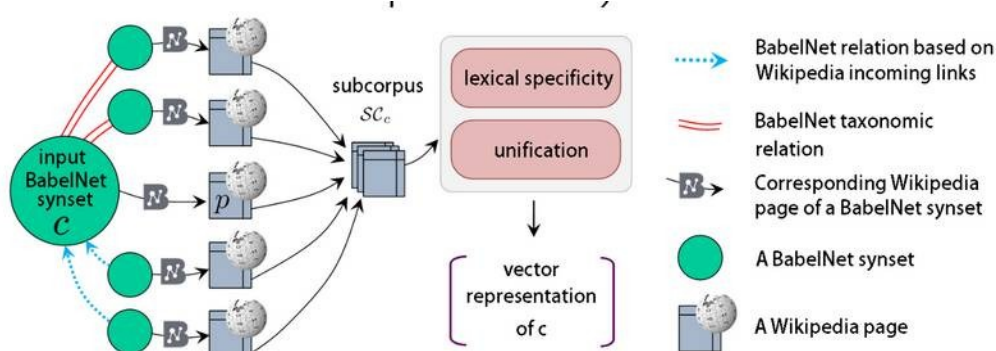 input
BabelNet
synset
c
p
subcorpus
SC_c
lexical specificity
unification
vector
representation
of c
BabelNet relation based on
Wikipedia incoming links
BabelNet taxonomic
relation
Corresponding Wikipedia
page of a BabelNet synset
A BabelNet synset
A Wikipedia page
N
N
N
N
N
N